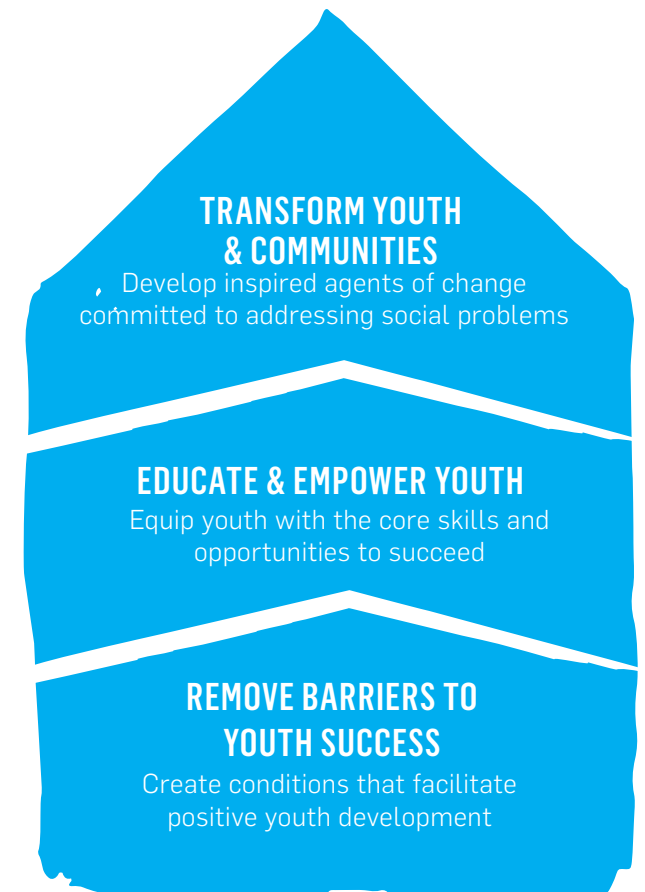 TRANSFORM YOUTH
& COMMUNITIES
Develop inspired agents of change
committed to addressing social problems
EDUCATE & EMPOWER YOUTH
Equip youth with the core skills and
opportunities to succeed
REMOVE BARRIERS TO
YOUTH SUCCESS
Create conditions that facilitate
positive youth development